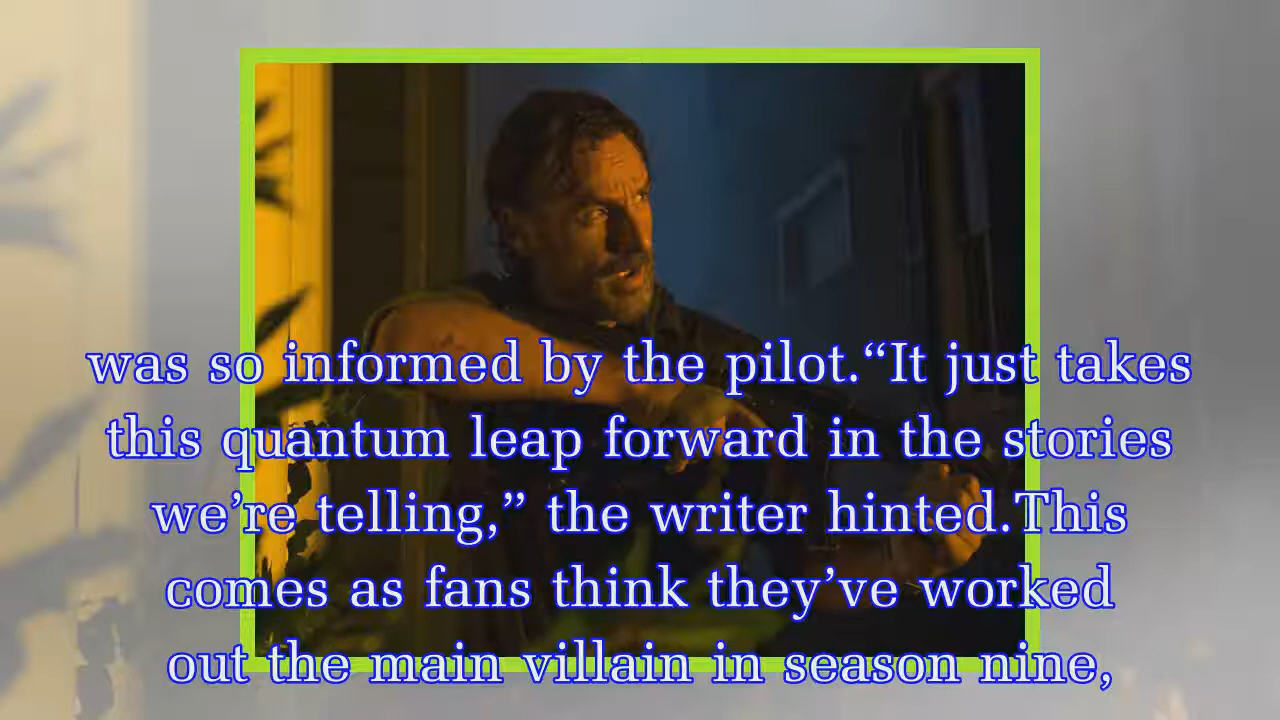 was so informed by the pilot.“It just takes
this quantum leap forward in the stories
we’re telling,” the writer hinted.This
comes as fans think they’ve worked
out the main villain in season nine,